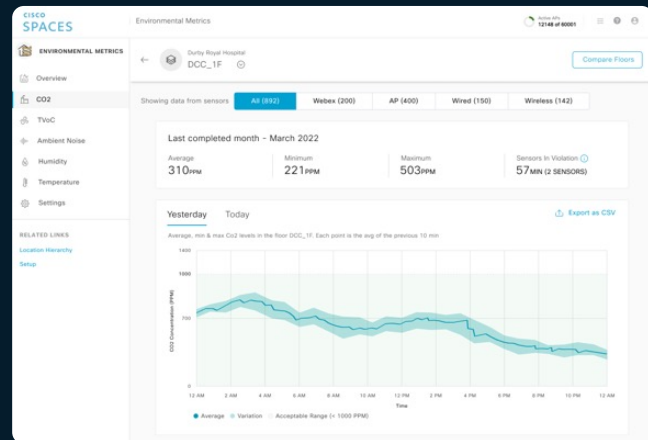 CISCO
SPACES
Environmental Metrics
Active APs
12148 of 60001
ENVIRONMENTAL METRICS
Durby Royal Hospital
DCC_1F
Compare Floors
Overview
CO2
TVoC
Ambient Noise
Humidity
Temperature
Settings
RELATED LINKS
Location Hierarchy
Setup
Showing data from sensors
All (892)
Webex (200)
AP (400)
Wired (150)
Wireless (142)
Last completed month - March 2022
Average
310PPM
Minimum
221PPM
Maximum
503PPM
Sensors In Violation
57MIN (2 SENSORS)
Yesterday
Today
Export as CSV
Average, min & max Co2 levels in the floor DCC_1F. Each point is the avg of the previous 10 min
CO2 Concentration (PPM)
1400
1000
700
0
12 AM 2 AM 4 AM 6 AM 8 AM 10 AM 12 PM 2 PM 4 PM 6 PM 8 PM 10 PM 12 AM
Time
Average Variation Acceptable Range (< 1000 PPM)